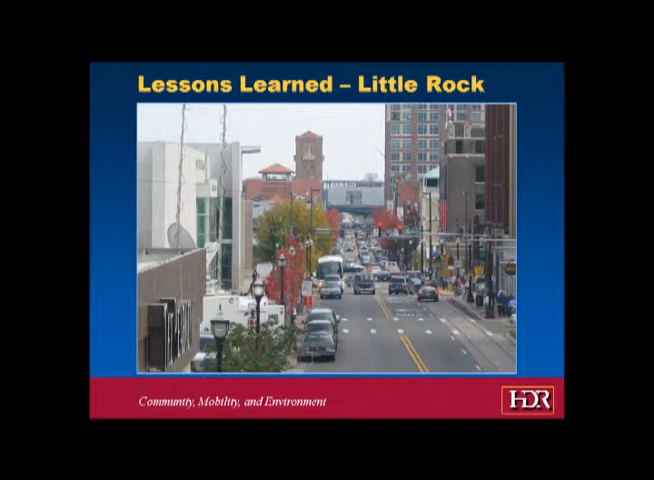 Lessons Learned – Little Rock
Community, Mobility, and Environment
HDR